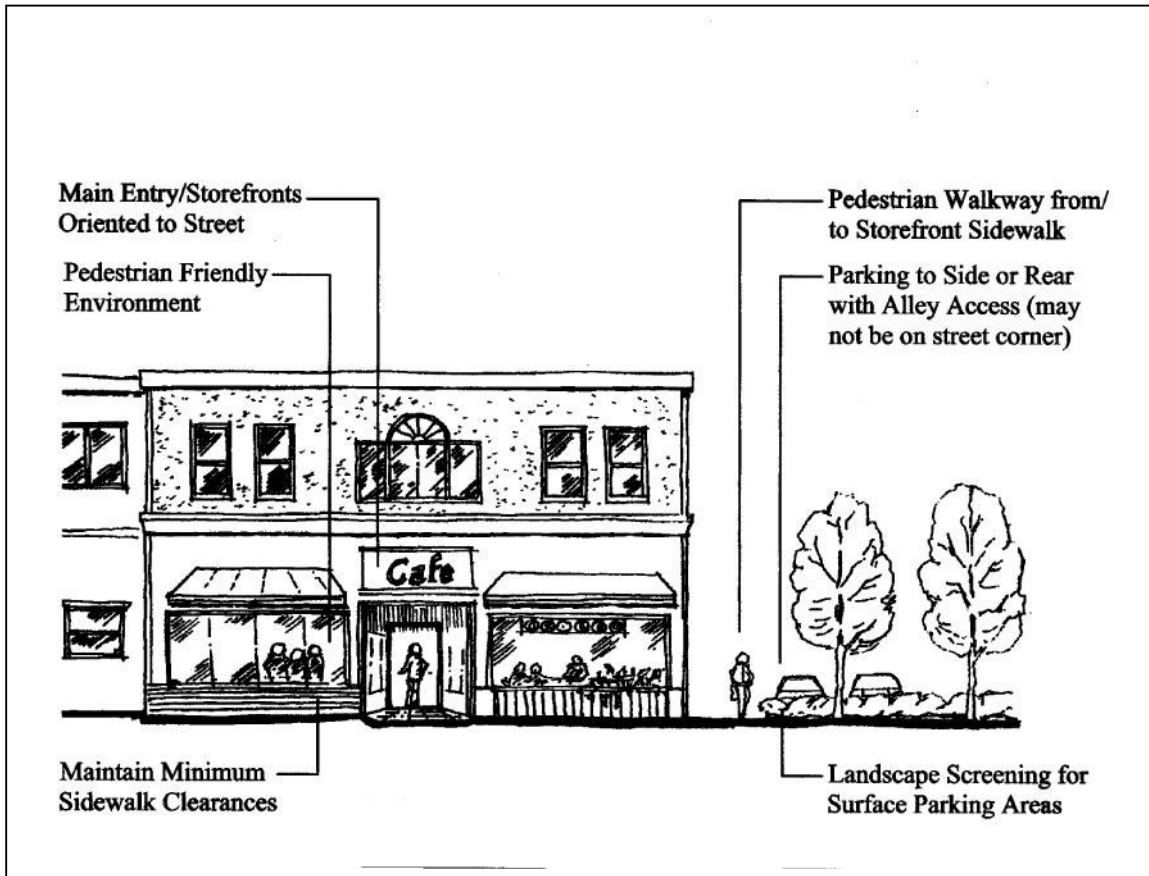 Main Entry/Storefronts
Oriented to Street
Pedestrian Friendly
Environment
Pedestrian Walkway from/
to Storefront Sidewalk
Parking to Side or Rear
with Alley Access (may
not be on street corner)
Cafe
Maintain Minimum
Sidewalk Clearances
Landscape Screening for
Surface Parking Areas